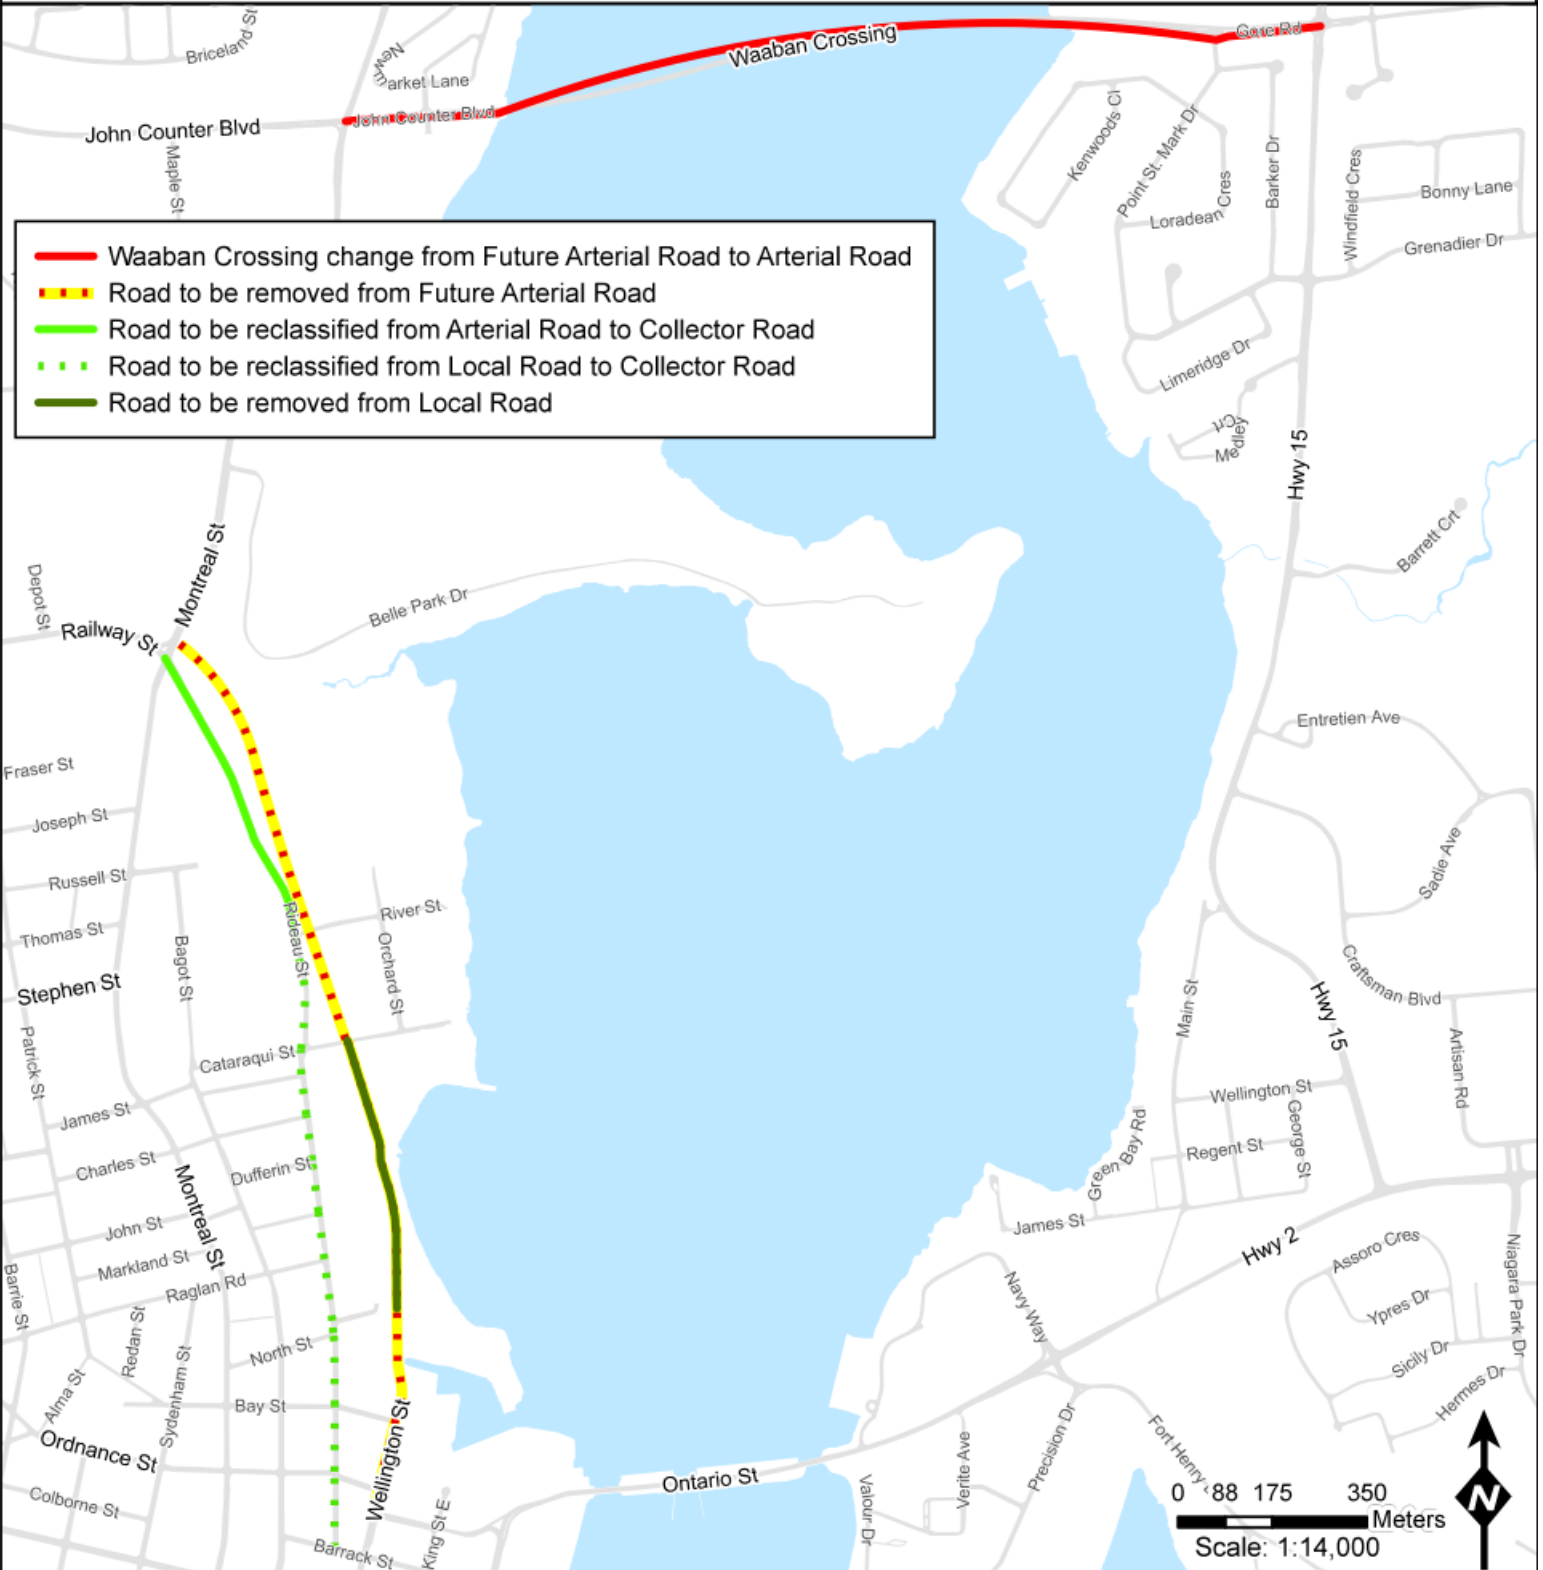 Briceland St
New
market Lane
Waaban Crossing
Gore Rd
John Counter Blvd
John Counter Blvd
Maple St
Kenwoods Cl
Point St. Mark Dr
Loradean Cres
Barker Dr
Windfield Cres
Bonny Lane
Grenadier Dr
Waaban Crossing change from Future Arterial Road to Arterial Road
Road to be removed from Future Arterial Road
Road to be reclassified from Arterial Road to Collector Road
Road to be reclassified from Local Road to Collector Road
Road to be removed from Local Road
Limeridge Dr
Medley Crt
Hwy 15
Barrett Crt
Montreal St
Depot St
Railway St
Belle Park Dr
Entretien Ave
Fraser St
Joseph St
Russell St
Thomas St
Stephen St
Bagot St
Rideau St
River St
Orchard St
Sadie Ave
Craftsman Blvd
Main St
Hwy 15
Artisan Rd
Patrick St
Cataraqui St
James St
Charles St
Dufferin St
Montreal St
John St
Markland St
Raglan Rd
Barrie St
Wellington St
George St
Regent St
Green Bay Rd
James St
Hwy 2
Assoro Cres
Ypres Dr
Sicily Dr
Hermes Dr
Niagara Park Dr
Navy Way
Redan St
Sydenham St
North St
Alma St
Bay St
Ordnance St
Colborne St
Wellington St
King St E
Barrack St
Ontario St
Valour Dr
Verite Ave
Precision Dr
Fort Henry
N
0 88 175 350
Meters
Scale: 1:14,000